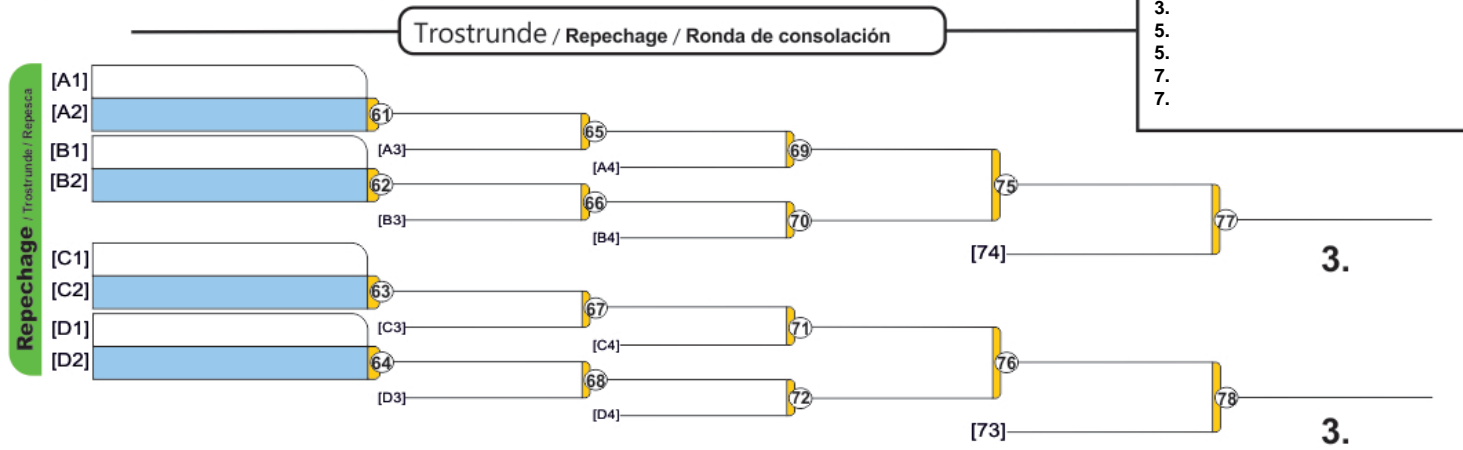 3.
5.
5.
7.
7.
Trostrunde / Repechage / Ronda de consolación
Repechage / Trostrunde / Repesca
[A1]
[A2]
61
[A3]
65
[A4]
69
[B1]
[B2]
62
[B3]
66
[B4]
70
75
[74]
77
3.
[C1]
[C2]
63
[C3]
67
[C4]
71
[D1]
[D2]
64
[D3]
68
[D4]
72
76
[73]
78
3.